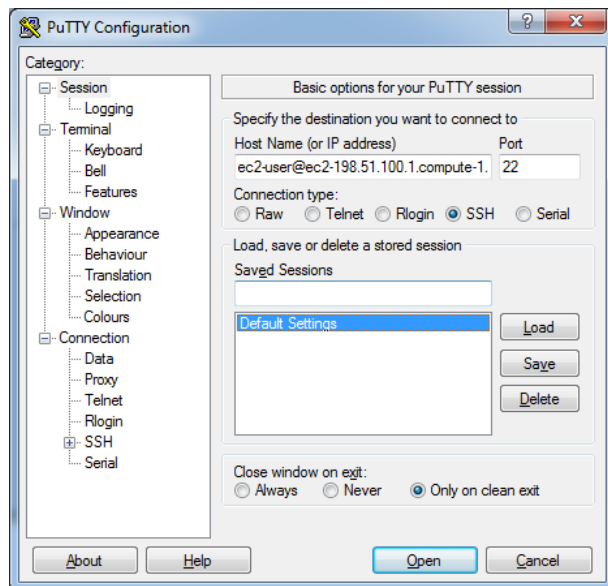 PuTTY Configuration
?
X
Category:
Session
Logging
Terminal
Keyboard
Bell
Features
Window
Appearance
Behaviour
Translation
Selection
Colours
Connection
Data
Proxy
Telnet
Rlogin
SSH
Serial
Basic options for your PuTTY session
Specify the destination you want to connect to
Host Name (or IP address) Port
ec2-user@ec2-198.51.100.1.compute-1. 22
Connection type:
Raw Telnet Rlogin SSH Serial
Load, save or delete a stored session
Saved Sessions
Default Settings
Load
Save
Delete
Close window on exit:
Always Never Only on clean exit
About Help Open Cancel